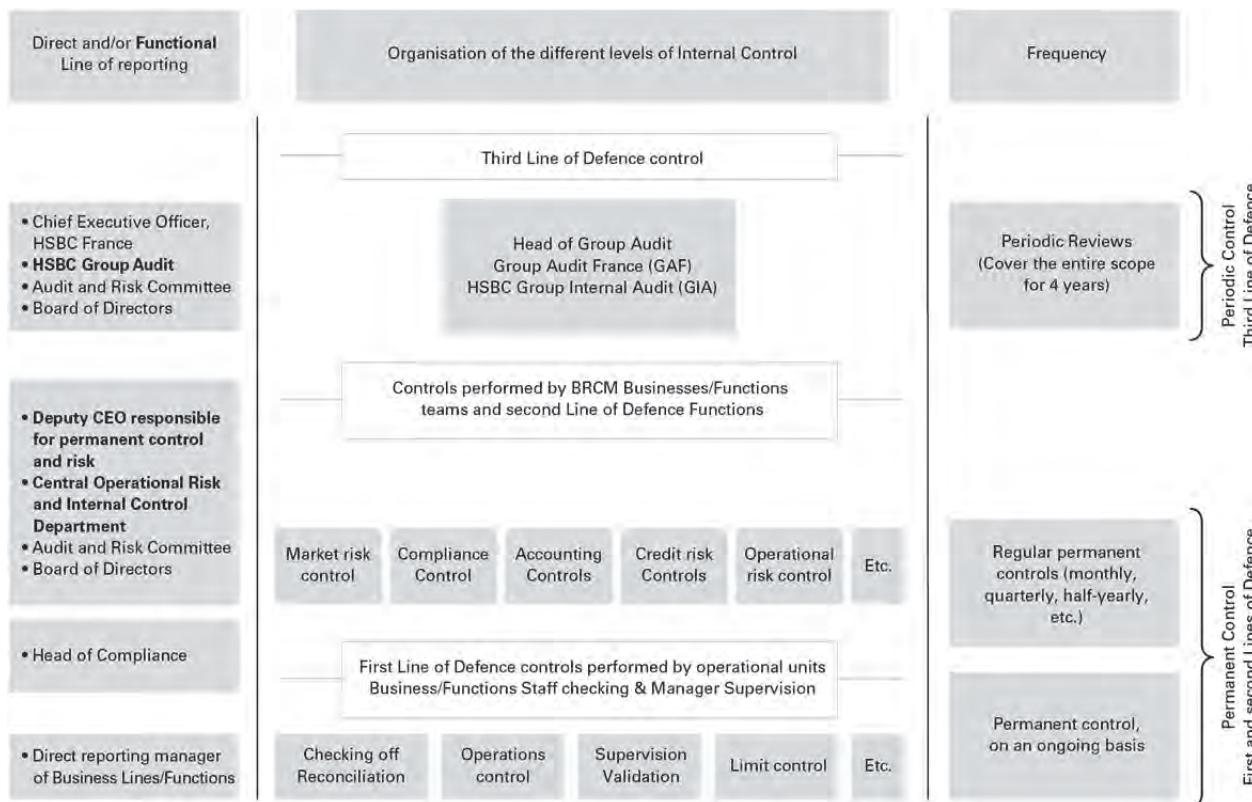 Direct and/or Functional
Line of reporting
Organisation of the different levels of Internal Control
Frequency
Third Line of Defence control
• Chief Executive Officer,
HSBC France
• HSBC Group Audit
• Audit and Risk Committee
• Board of Directors
Head of Group Audit
Group Audit France (GAF)
HSBC Group Internal Audit (GIA)
Periodic Reviews
(Cover the entire scope
for 4 years)
Periodic Control
Third Line of Defence
Controls performed by BRCM Businesses/Functions
teams and second Line of Defence Functions
• Deputy CEO responsible
for permanent control
and risk
• Central Operational Risk
and Internal Control
Department
• Audit and Risk Committee
• Board of Directors
Market risk
control
Compliance
Control
Accounting
Controls
Credit risk
Controls
Operational
risk control
Etc.
Regular permanent
controls (monthly,
quarterly, half-yearly,
etc.)
• Head of Compliance
First Line of Defence controls performed by operational units
Business/Functions Staff checking & Manager Supervision
Permanent control,
on an ongoing basis
Permanent Control
First and second Lines of Defence
• Direct reporting manager
of Business Lines/Functions
Checking off
Reconciliation
Operations
control
Supervision
Validation
Limit control
Etc.